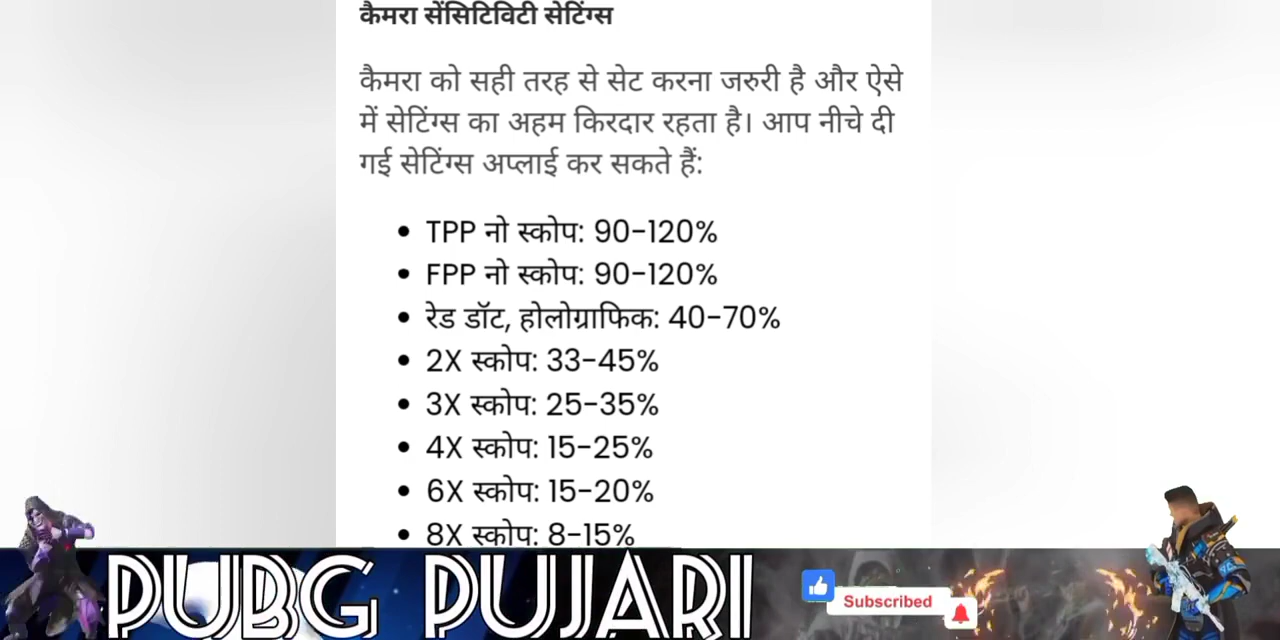 कैमरा सेंसिटिविटी सेटिंग्स
कैमरा को सही तरह से सेट करना जरुरी है और ऐसे
में सेटिंग्स का अहम किरदार रहता है। आप नीचे दी
गई सेटिंग्स अप्लाई कर सकते हैं:
• TPP नो स्कोप: 90-120%
• FPP नो स्कोप: 90-120%
• रेड डॉट, होलोग्राफिक: 40-70%
• 2X स्कोप: 33-45%
• 3X स्कोप: 25-35%
• 4X स्कोप: 15-25%
• 6X स्कोप: 15-20%
• 8X स्कोप: 8-15%
PUBG PUJARI
Subscribed